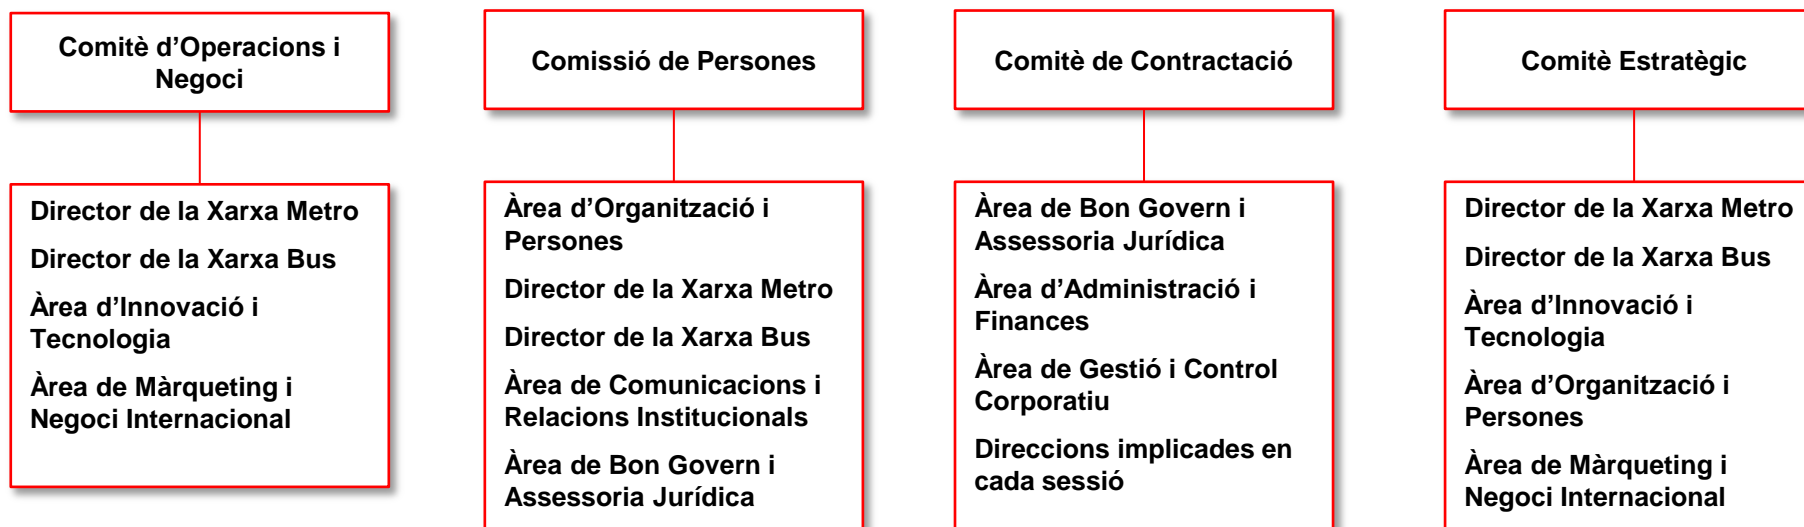 Comitè d’Operacions i
Negoci
Director de la Xarxa Metro
Director de la Xarxa Bus
Àrea d’Innovació i
Tecnologia
Àrea de Màrqueting i
Negoci Internacional
Comissió de Persones
Àrea d’Organització i
Persones
Director de la Xarxa Metro
Director de la Xarxa Bus
Àrea de Comunicacions i
Relacions Institucionals
Àrea de Bon Govern i
Assessoria Jurídica
Comitè de Contractació
Àrea de Bon Govern i
Assessoria Jurídica
Àrea d’Administració i
Finances
Àrea de Gestió i Control
Corporatiu
Direccions implicades en
cada sessió
Comitè Estratègic
Director de la Xarxa Metro
Director de la Xarxa Bus
Àrea d’Innovació i
Tecnologia
Àrea d’Organització i
Persones
Àrea de Màrqueting i
Negoci Internacional